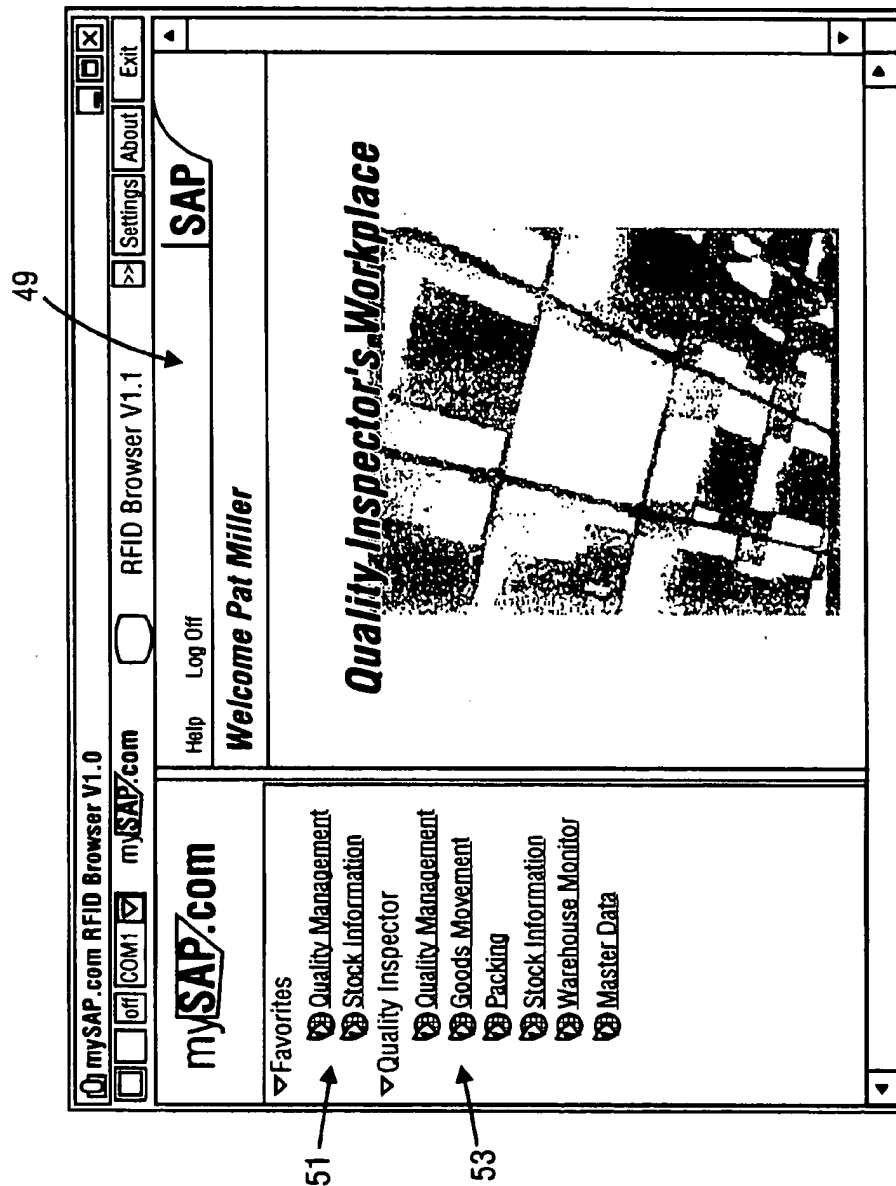 49
mySAP.com RFID Browser V1.0
off COM1 mySAP.com RFID Browser V1.1 >> Settings About Exit
mySAP.com
Help Log Off SAP
Welcome Pat Miller
Favorites
Quality Management
Stock Information
Quality Inspector
Quality Management
Goods Movement
Packing
Stock Information
Warehouse Monitor
Master Data
Quality Inspector's Workplace
51
53